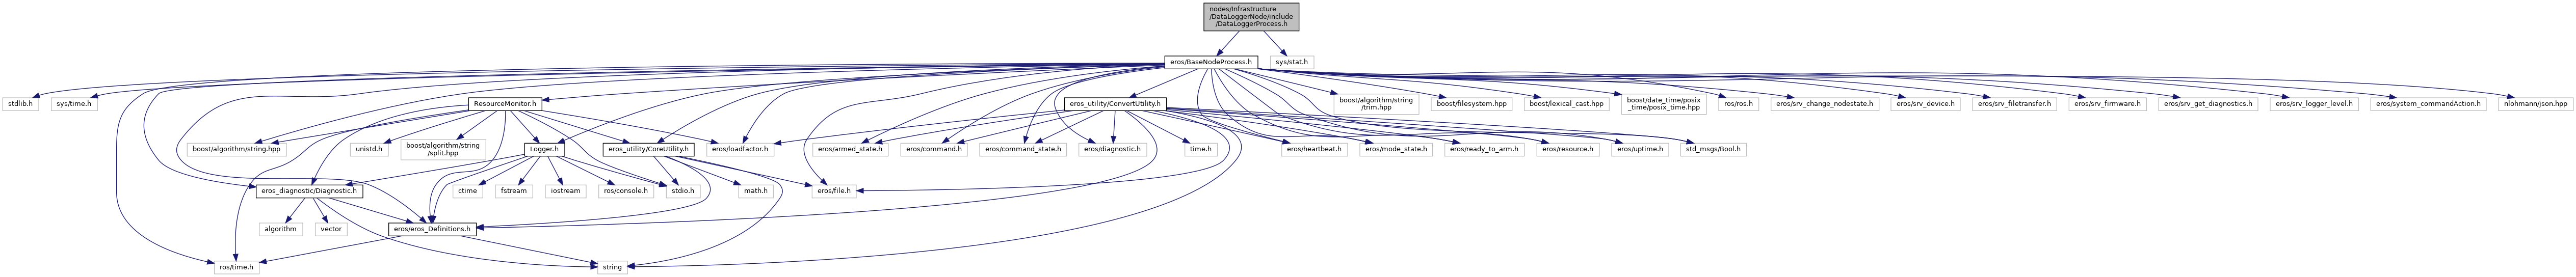 nodes/Infrastructure
/DataLoggerNode/include
/DataLoggerProcess.h
eros/BaseNodeProcess.h
sys/stat.h
stdlib.h
sys/time.h
ResourceMonitor.h
eros_utility/ConvertUtility.h
boost/algorithm/string
/trim.hpp
boost/filesystem.hpp
boost/lexical_cast.hpp
boost/date_time/posix
_time/posix_time.hpp
ros/ros.h
eros/srv_change_nodestate.h
eros/srv_device.h
eros/srv_filetransfer.h
eros/srv_firmware.h
eros/srv_get_diagnostics.h
eros/srv_logger_level.h
eros/system_commandAction.h
nlohmann/json.hpp
boost/algorithm/string.hpp
unistd.h
boost/algorithm/string
/split.hpp
Logger.h
eros_utility/CoreUtility.h
eros/loadfactor.h
eros/armed_state.h
eros/command.h
eros/command_state.h
eros/diagnostic.h
time.h
eros/heartbeat.h
eros/mode_state.h
eros/ready_to_arm.h
eros/resource.h
eros/uptime.h
std_msgs/Bool.h
eros_diagnostic/Diagnostic.h
ctime
fstream
iostream
ros/console.h
stdio.h
math.h
eros/file.h
algorithm
vector
eros/eros_Definitions.h
ros/time.h
string